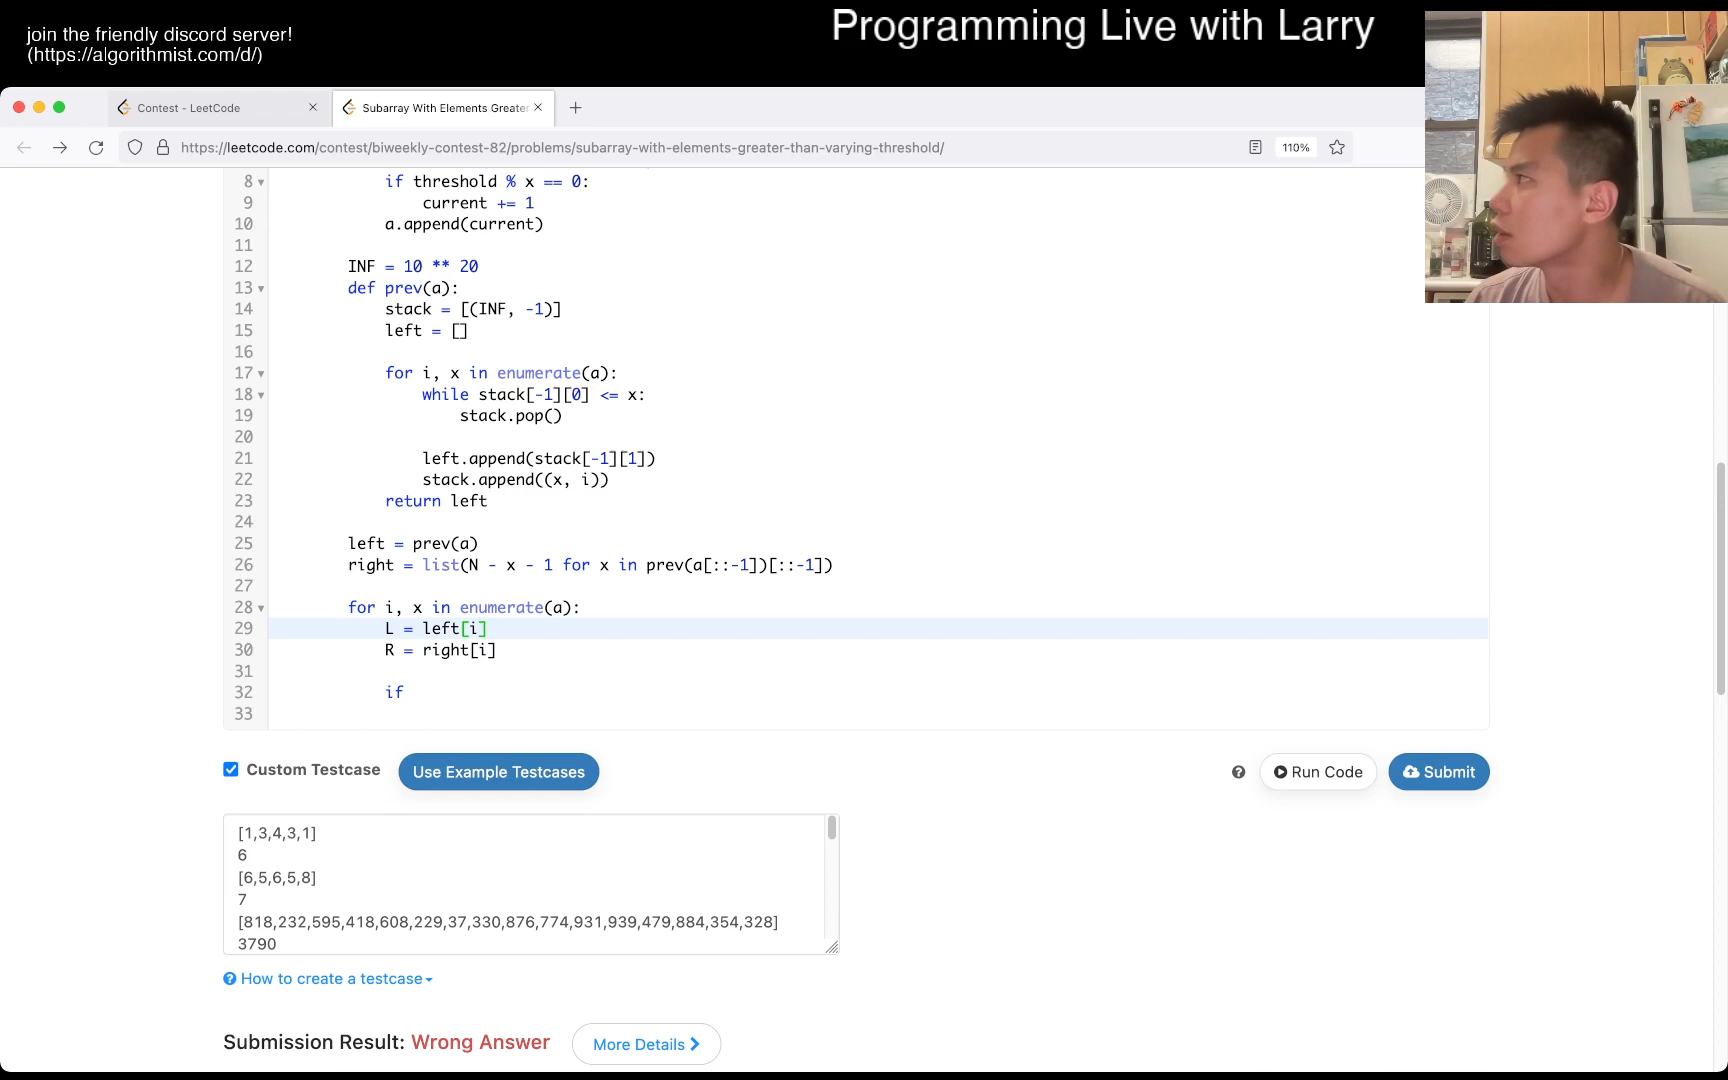 join the friendly discord server!
(https://algorithmist.com/d/)
Programming Live with Larry
Contest - LeetCode
Subarray With Elements Greater
https://leetcode.com/contest/biweekly-contest-82/problems/subarray-with-elements-greater-than-varying-threshold/
110%
8 if threshold % x == 0:
9 current += 1
10 a.append(current)
11
12 INF = 10 ** 20
13 def prev(a):
14 stack = [(INF, -1)]
15 left = []
16
17 for i, x in enumerate(a):
18 while stack[-1][0] <= x:
19 stack.pop()
20
21 left.append(stack[-1][1])
22 stack.append((x, i))
23 return left
24
25 left = prev(a)
26 right = list(N - x - 1 for x in prev(a[::-1])[::-1])
27
28 for i, x in enumerate(a):
29 L = left[i]
30 R = right[i]
31
32 if
33
Custom Testcase
Use Example Testcases
Run Code
Submit
[1,3,4,3,1]
6
[6,5,6,5,8]
7
[818,232,595,418,608,229,37,330,876,774,931,939,479,884,354,328]
3790
How to create a testcase
Submission Result: Wrong Answer
More Details